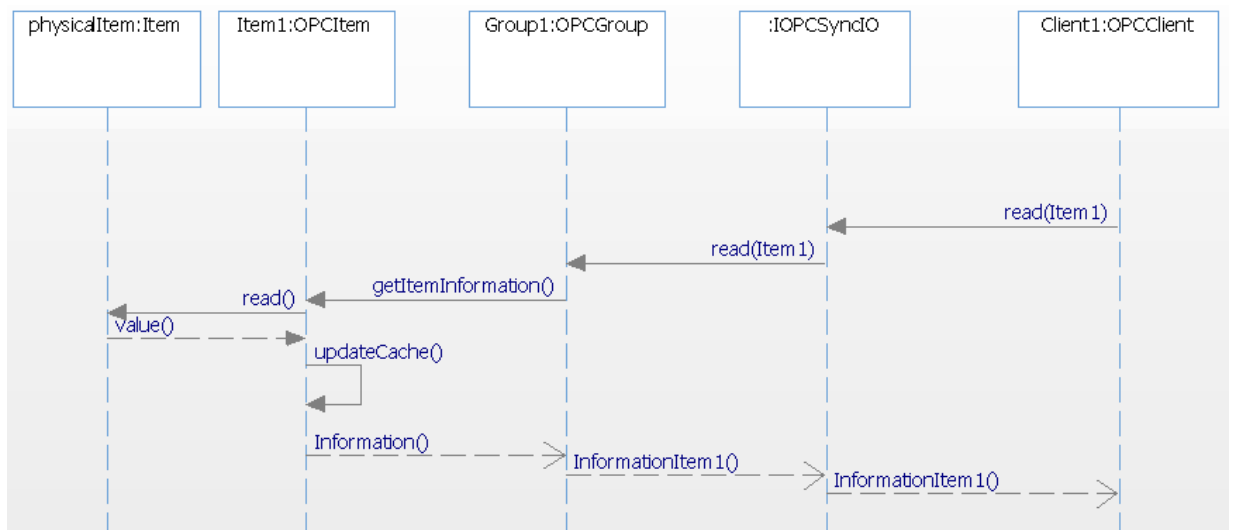 physicalItem:Item
Item1:OPCItem
Group1:OPCGroup
:IOPCSyncIO
Client1:OPCClient
read(Item1)
read(Item1)
getItemInformation()
read()
value()
updateCache()
Information()
InformationItem1()
InformationItem1()